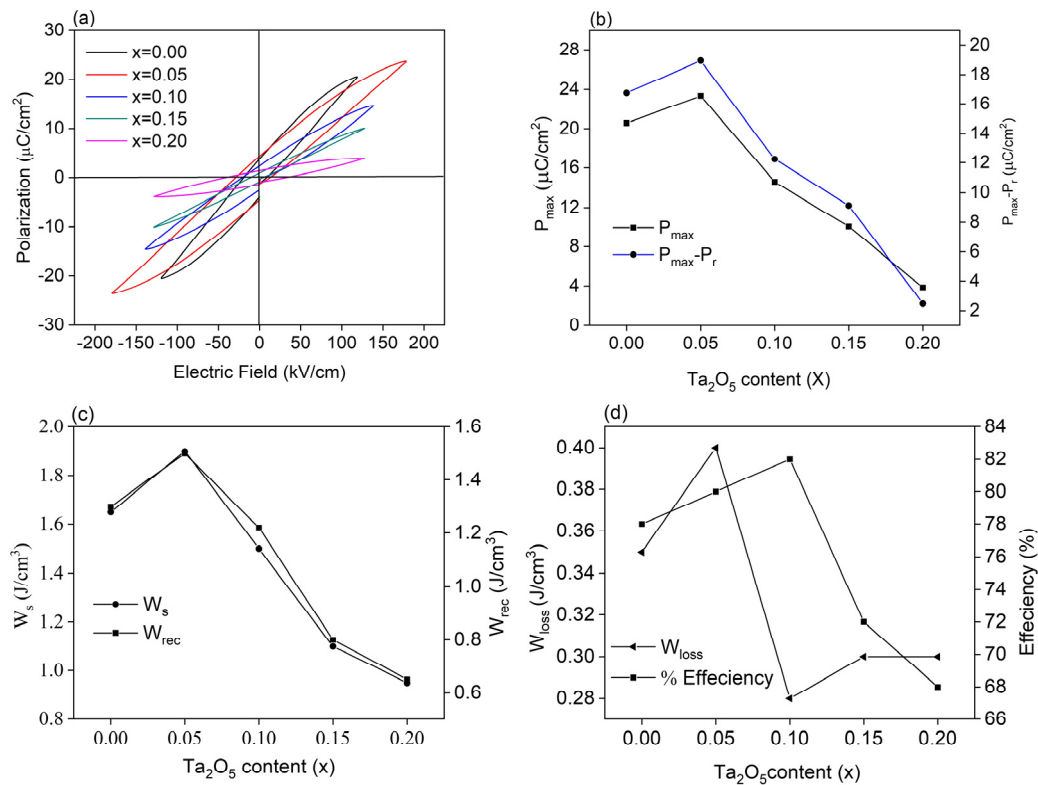 (a)
30
20
10
0
-10
-20
-30
-200 -150 -100 -50 0 50 100 150 200
Polarization (µC/cm²)
Electric Field (kV/cm)
x=0.00
x=0.05
x=0.10
x=0.15
x=0.20
(b)
28
24
20
16
12
8
4
0
Pmax (µC/cm²)
20
18
16
14
12
10
8
6
4
2
Pmax-Pr (µC/cm²)
Pmax
Pmax-Pr
0.00 0.05 0.10 0.15 0.20
Ta₂O₅ content (X)
(c)
2.0
1.8
1.6
1.4
1.2
1.0
0.8
Ws (J/cm³)
1.6
1.4
1.2
1.0
0.8
0.6
Wrec (J/cm³)
Ws
Wrec
0.00 0.05 0.10 0.15 0.20
Ta₂O₅ content (x)
(d)
0.40
0.38
0.36
0.34
0.32
0.30
0.28
Wloss (J/cm³)
84
82
80
78
76
74
72
70
68
66
Effeciency (%)
Wloss
% Effeciency
0.00 0.05 0.10 0.15 0.20
Ta₂O₅content (x)